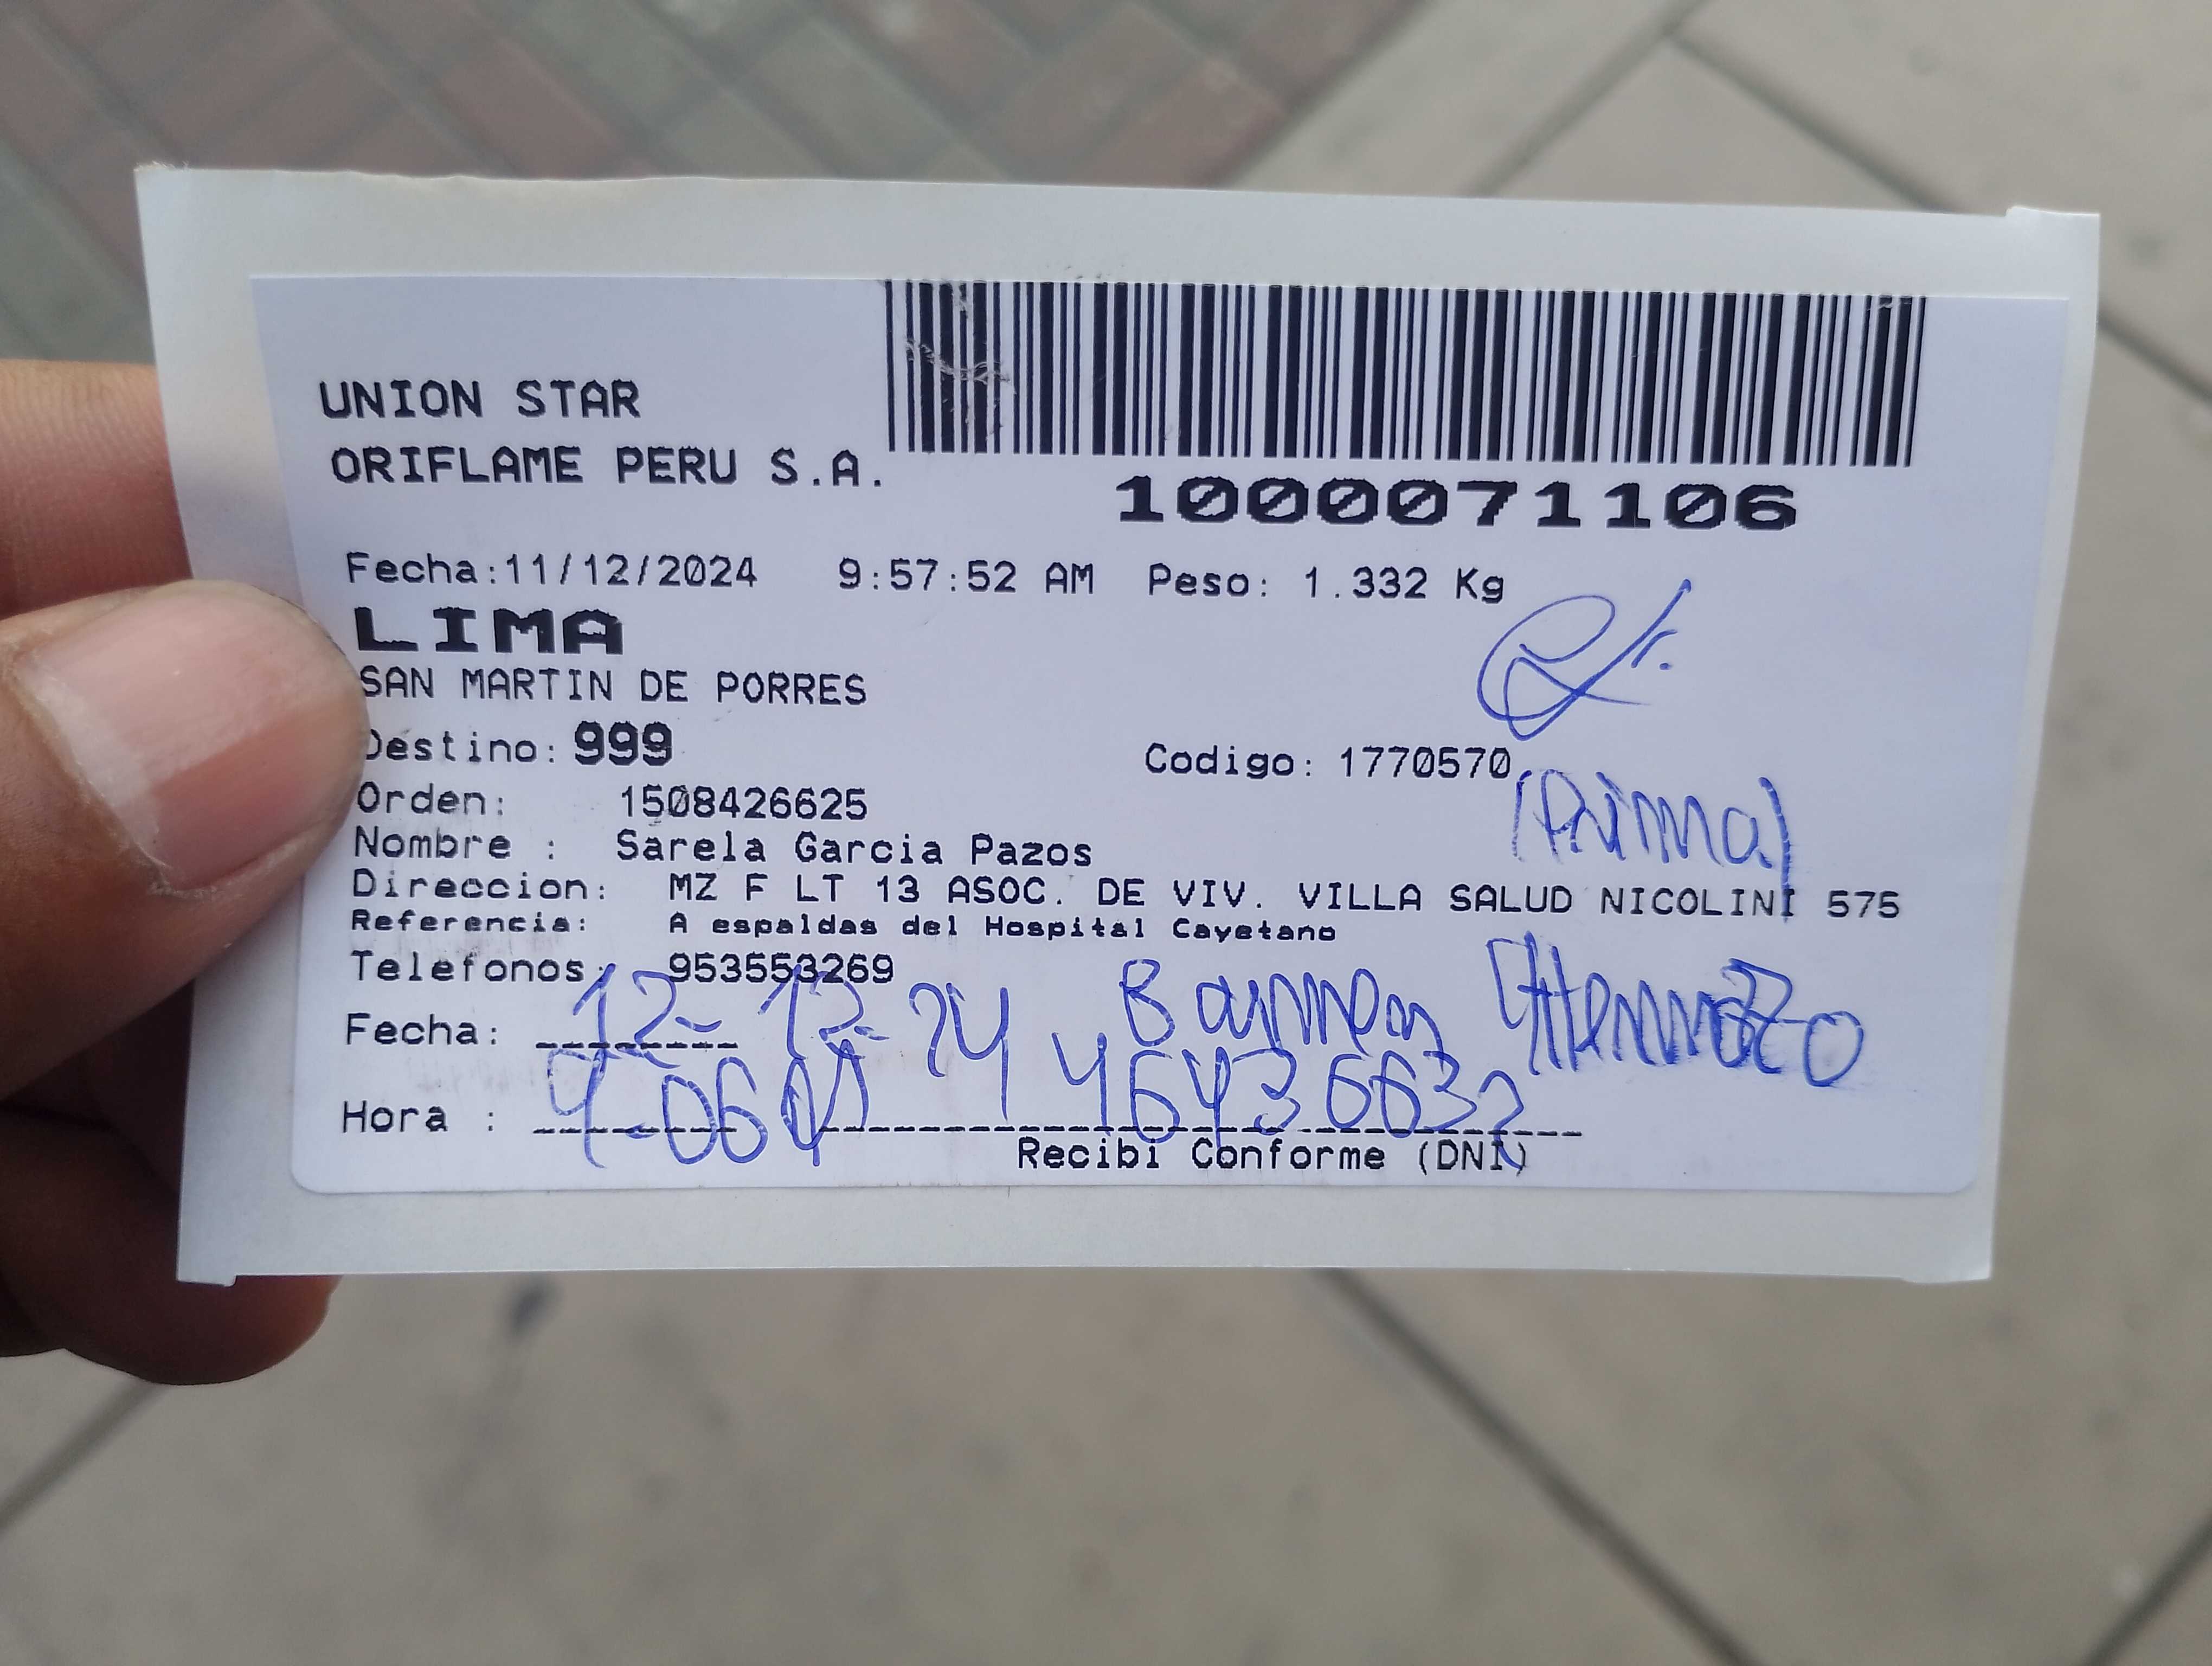 UNION STAR
ORIFLAME PERU S.A.
1000071106
Fecha:11/12/2024 9:57:52 AM Peso: 1.332 Kg
LIMA
SAN MARTIN DE PORRES
Destino: 999 Codigo: 1770570
Orden: 1508426625
(Prima)
Nombre : Sarela Garcia Pazos
Direccion: MZ F LT 13 ASOC. DE VIV. VILLA SALUD NICOLINI 575
Referencia: A espaldas del Hospital Cayetano
Telefonos: 953553269
Fecha: 12-12-24
Hora : 9-06 46436632
Recibi Conforme (DNI)